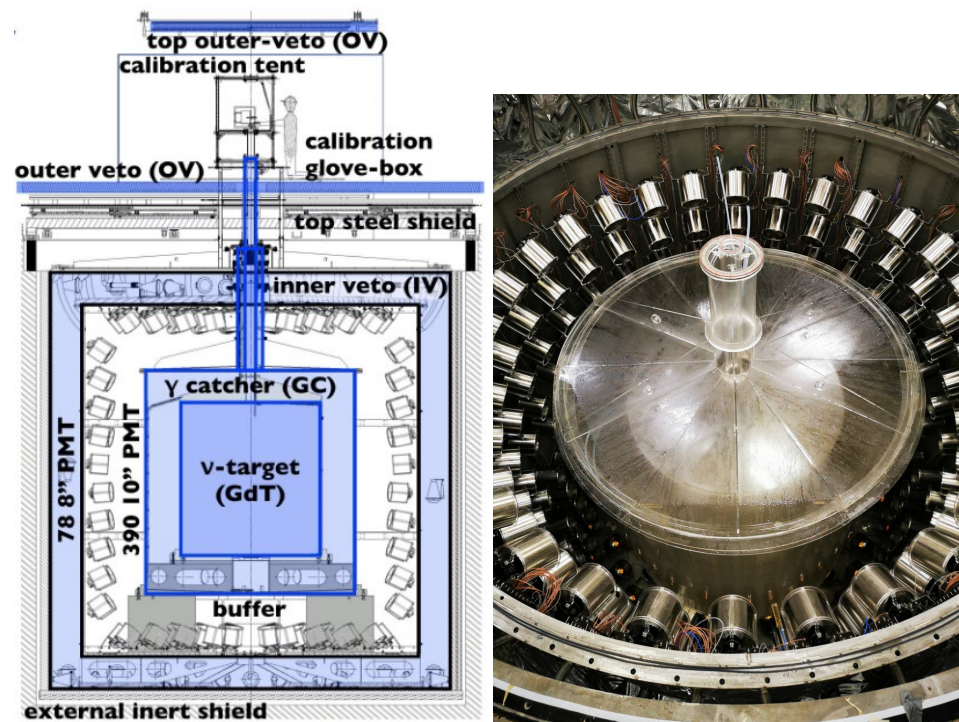 top outer-veto (OV)
calibration tent
calibration
glove-box
outer veto (OV)
top steel shield
inner veto (IV)
γ catcher (GC)
ν-target
(GdT)
78 8” PMT
390 10” PMT
buffer
external inert shield